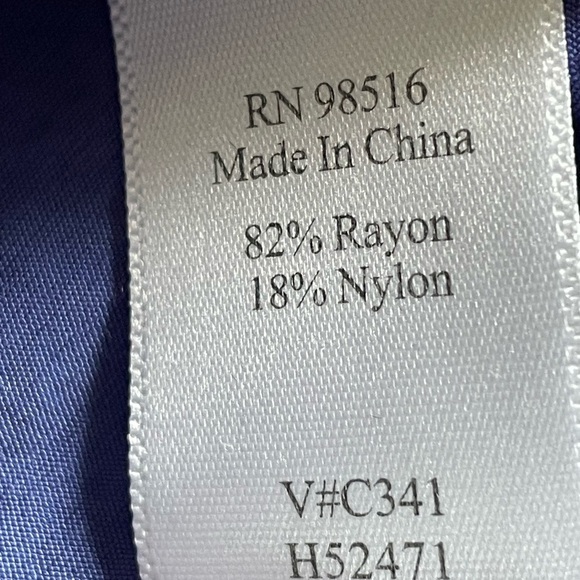 RN 98516
Made In China
82% Rayon
18% Nylon
V#C341
H52471